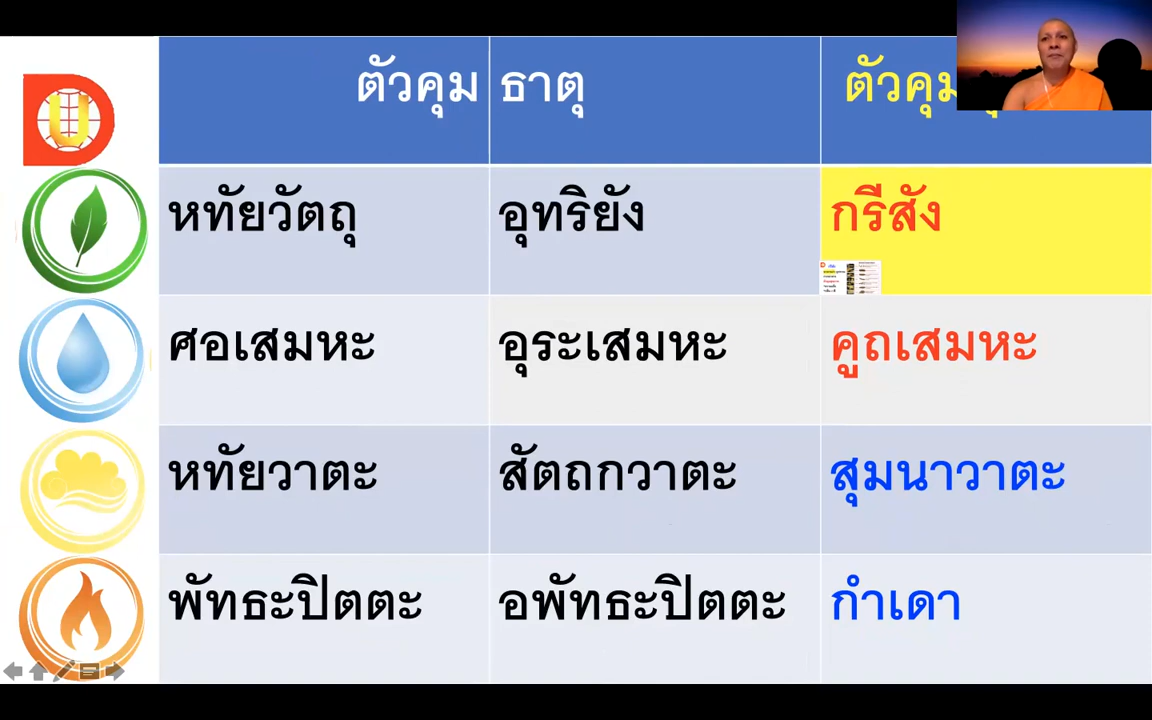 ตัวคุม ธาตุ ตัวคุม
หทัยวัตถุ อุทริยัง กรีสัง
ศอเสมหะ อุระเสมหะ คูถเสมหะ
หทัยวาตะ สัตถกวาตะ สุมนาวาตะ
พัทธะปิตตะ อพัทธะปิตตะ กำเดา